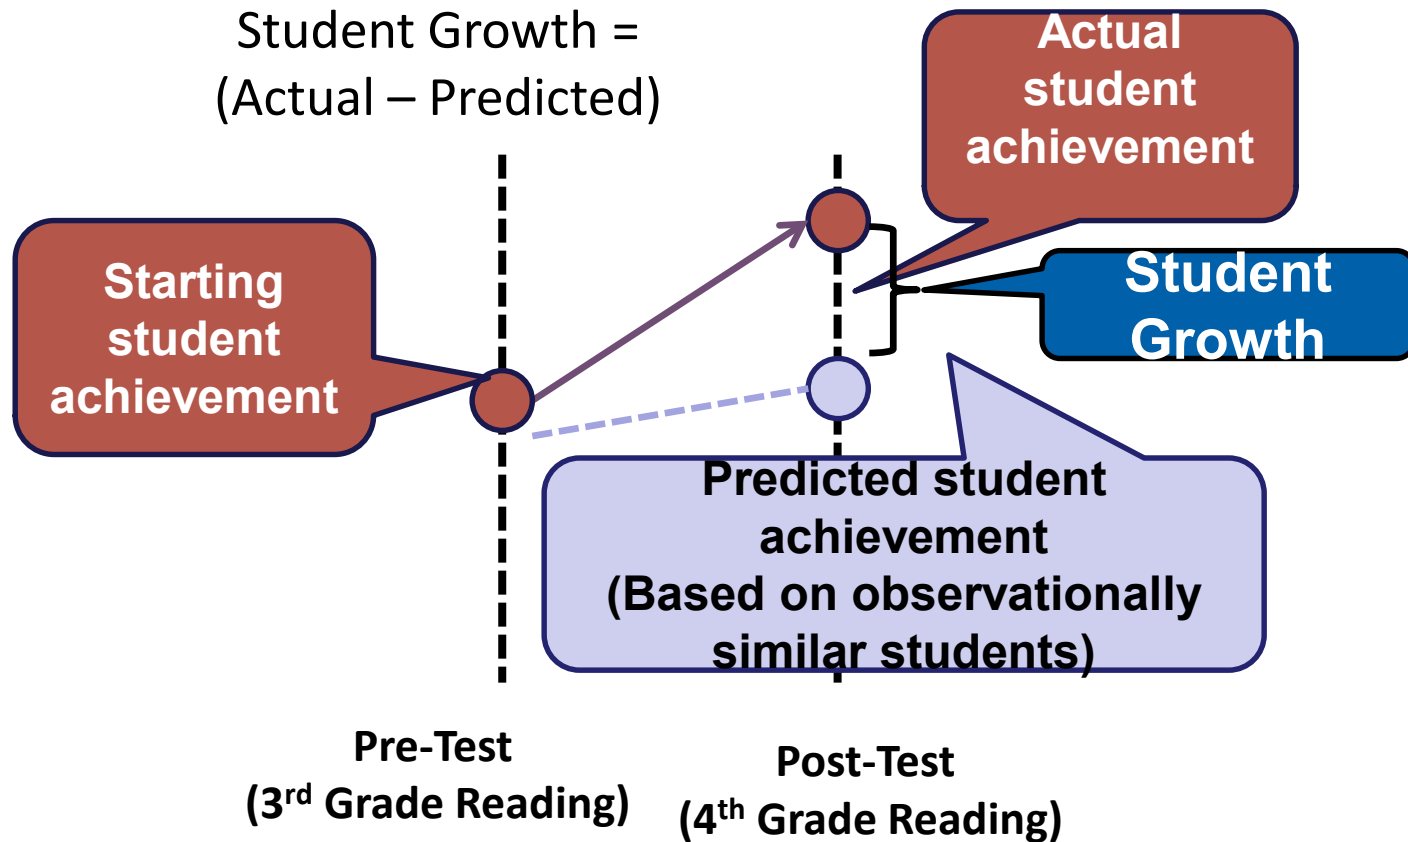 Student Growth =
(Actual – Predicted)
Actual
student
achievement
Starting
student
achievement
Student
Growth
Predicted student
achievement
(Based on observationally
similar students)
Pre-Test
(3rd Grade Reading)
Post-Test
(4th Grade Reading)